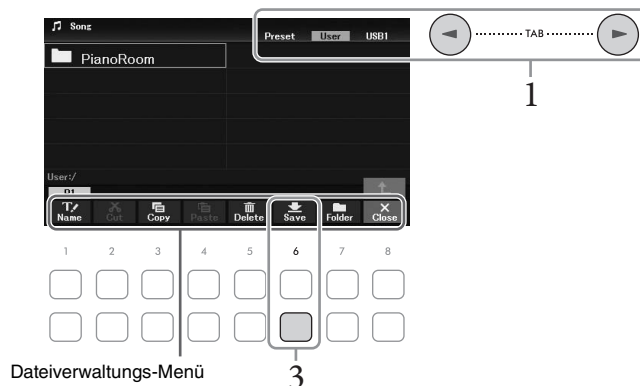 Song
Preset User USB1
TAB
PianoRoom
1
User:/
P1
Name Cut Copy Paste Delete Save Folder Close
1 2 3 4 5 6 7 8
Dateiverwaltungs-Menü
3